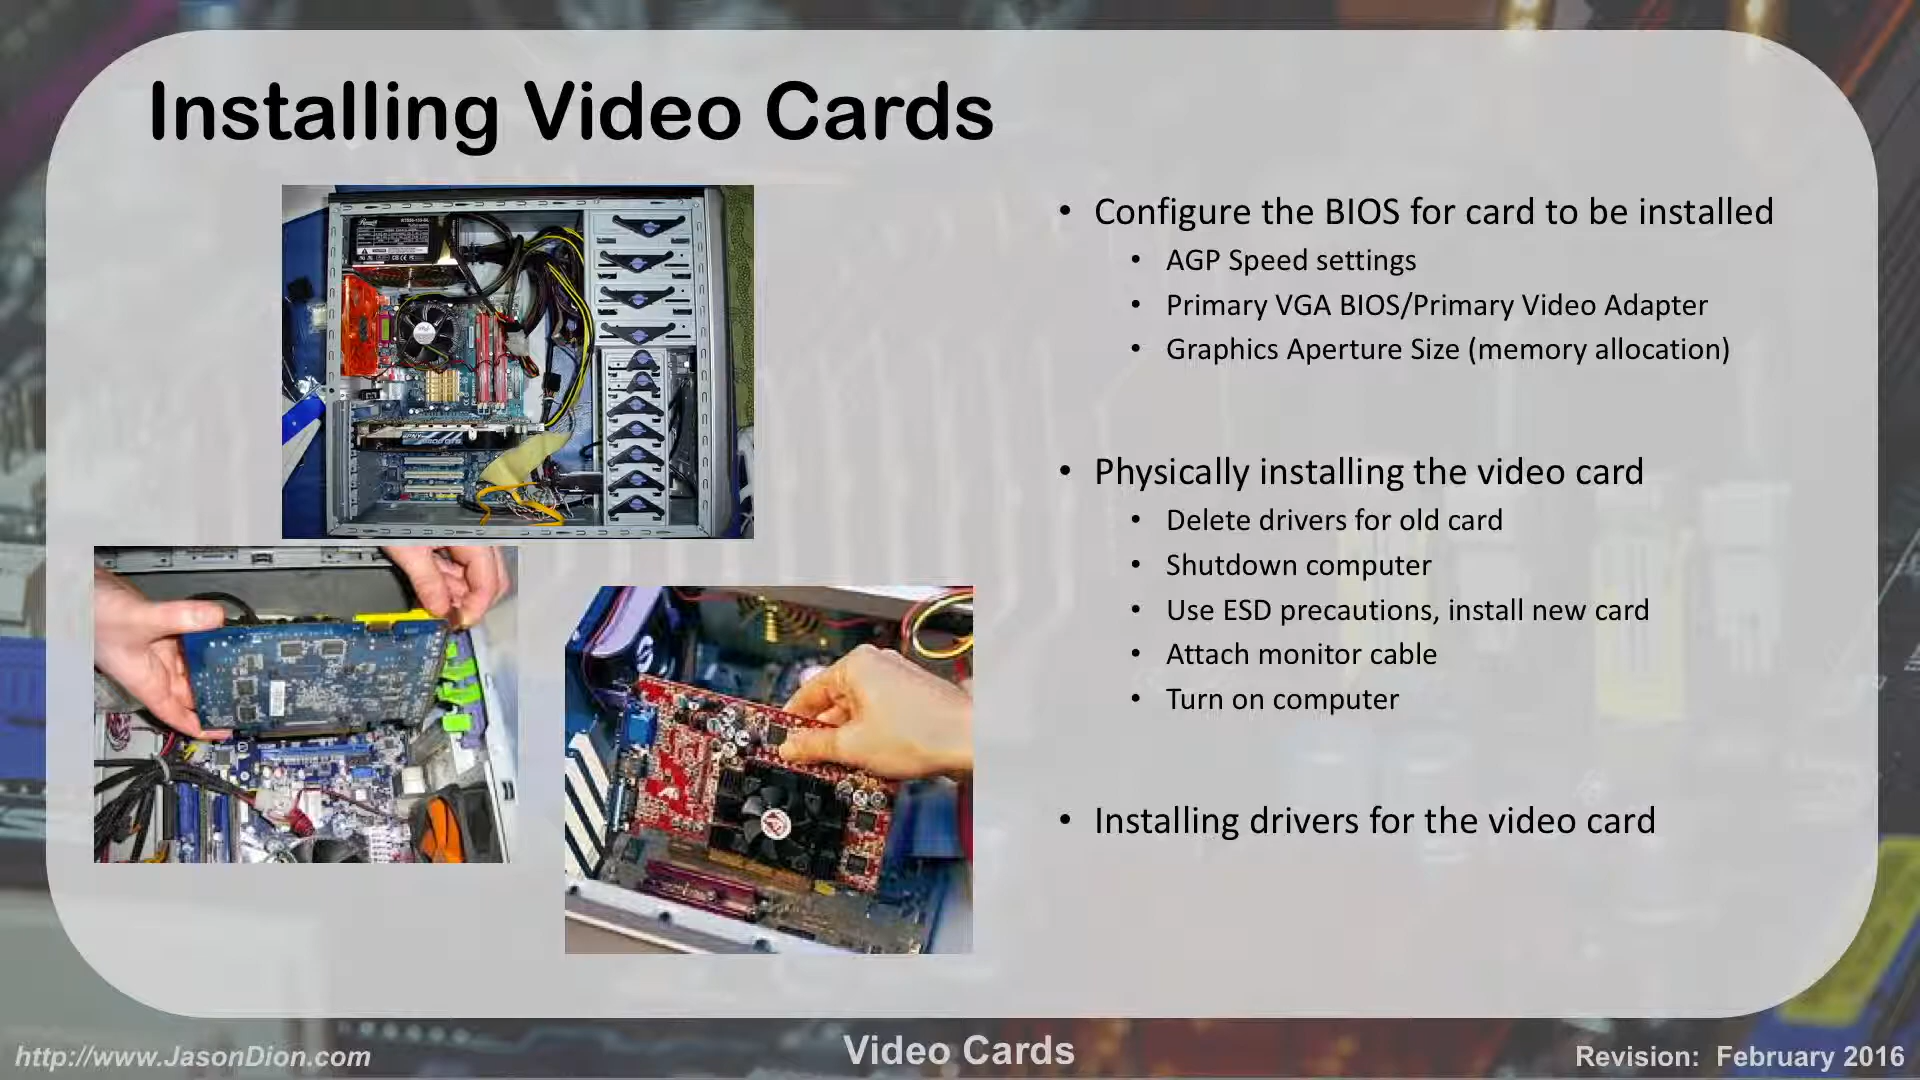 Installing Video Cards
• Configure the BIOS for card to be installed
• AGP Speed settings
• Primary VGA BIOS/Primary Video Adapter
• Graphics Aperture Size (memory allocation)
• Physically installing the video card
• Delete drivers for old card
• Shutdown computer
• Use ESD precautions, install new card
• Attach monitor cable
• Turn on computer
• Installing drivers for the video card
http://www.JasonDion.com
Video Cards
Revision: February 2016